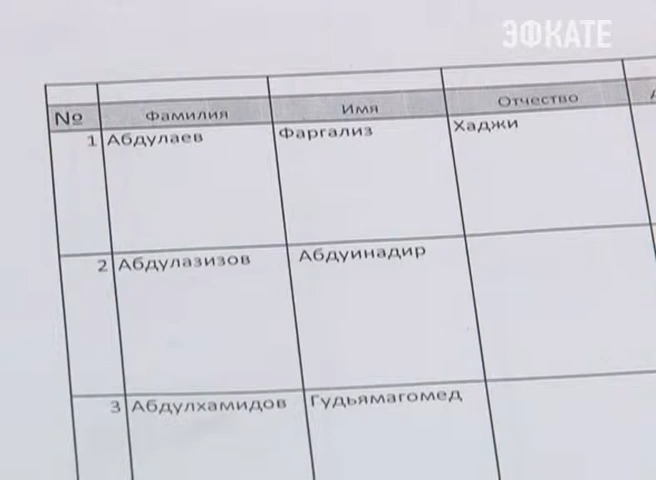 ЭФКАТЕ
№ Фамилия Имя Отчество
1 Абдулаев Фаргализ Хаджи
2 Абдулазизов Абдуинадир
3 Абдулхамидов Гудьямагомед